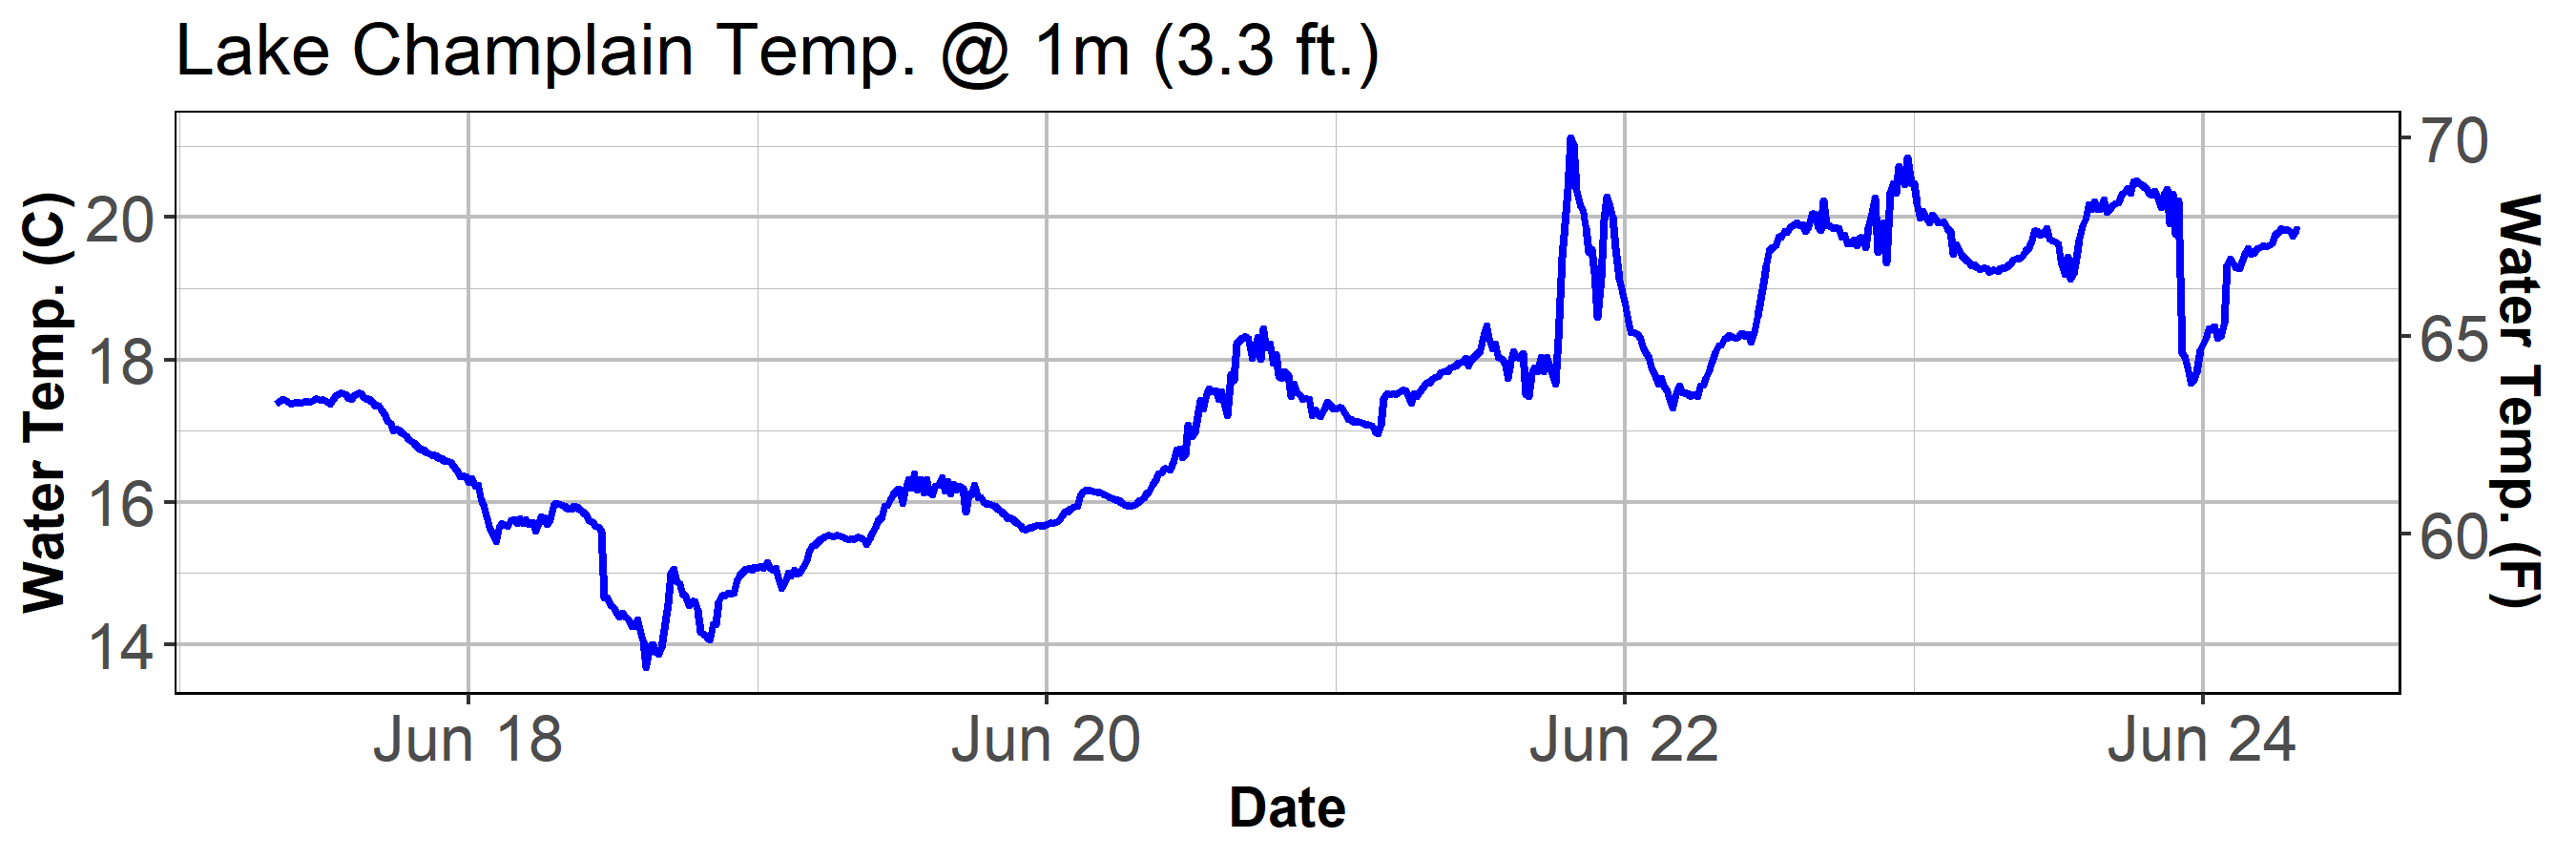 Lake Champlain Temp. @ 1m (3.3 ft.)
Water Temp. (C)
20
18
16
14
70
65
60
Water Temp. (F)
Jun 18
Jun 20
Jun 22
Jun 24
Date